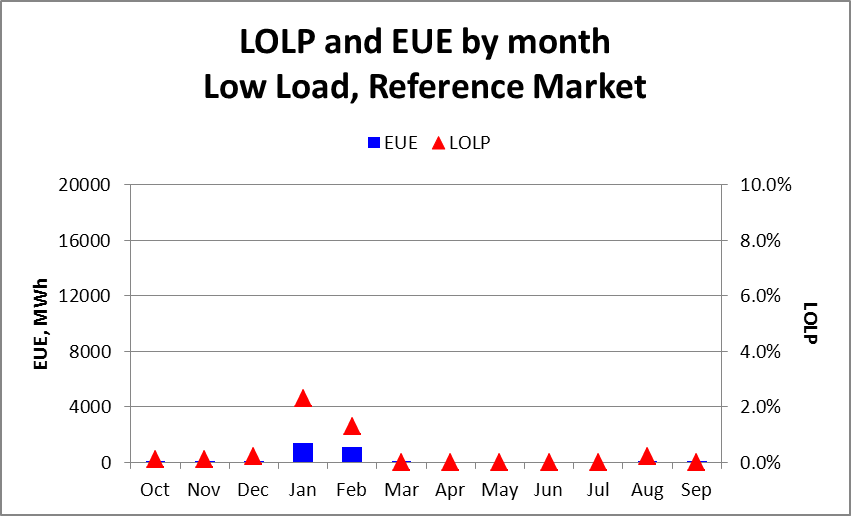 LOLP and EUE by month
Low Load, Reference Market
EUE LOLP
20000
16000
12000
8000
4000
0
EUE, MWh
10.0%
8.0%
6.0%
4.0%
2.0%
0.0%
LOLP
Oct Nov Dec Jan Feb Mar Apr May Jun Jul Aug Sep